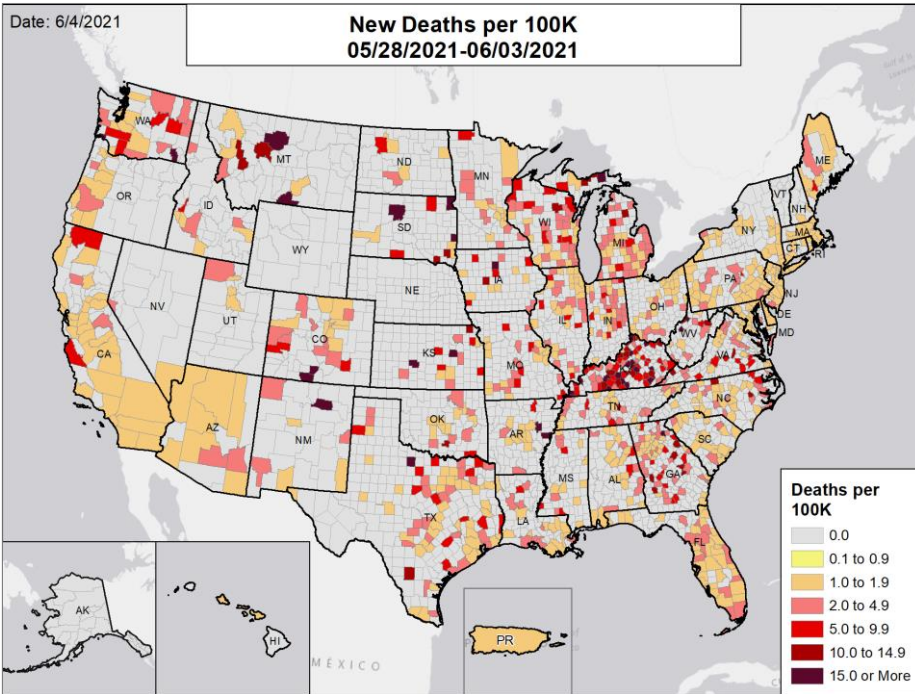 Date: 6/4/2021
New Deaths per 100K
05/28/2021-06/03/2021
WA
MT
ND
MN
ME
OR
ID
SD
WI
MI
NY
VT
NH
MA
CT
RI
WY
IA
NE
PA
NJ
NV
UT
CO
IL
IN
OH
DE
MD
WV
VA
CA
KS
MO
KY
AZ
NM
OK
AR
TN
NC
SC
MS
AL
GA
TX
LA
FL
AK
HI
PR
MÉXICO
Deaths per
100K
0.0
0.1 to 0.9
1.0 to 1.9
2.0 to 4.9
5.0 to 9.9
10.0 to 14.9
15.0 or More